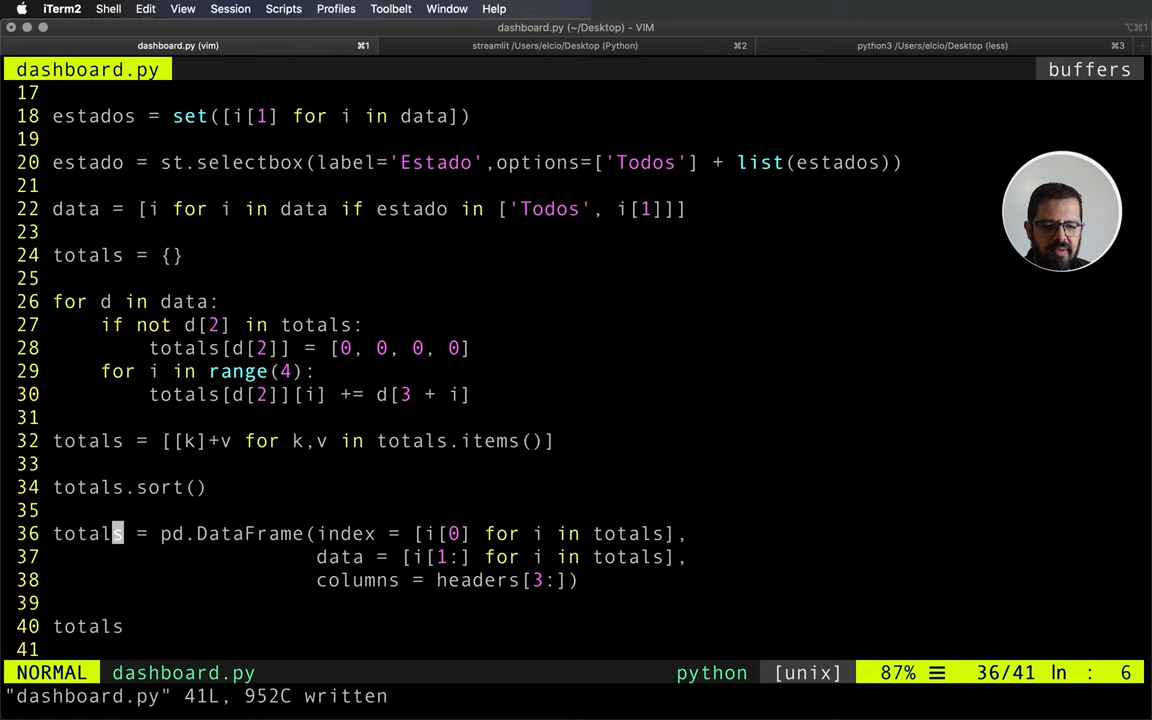 iTerm2 Shell Edit View Session Scripts Profiles Toolbelt Window Help
dashboard.py (~/Desktop) - VIM ⌥⌘1
dashboard.py (vim) ⌘1 streamlit /Users/elcio/Desktop (Python) ⌘2 python3 /Users/elcio/Desktop (less) ⌘3
dashboard.py buffers
17
18 estados = set([i[1] for i in data])
19
20 estado = st.selectbox(label='Estado',options=['Todos'] + list(estados))
21
22 data = [i for i in data if estado in ['Todos', i[1]]]
23
24 totals = {}
25
26 for d in data:
27     if not d[2] in totals:
28         totals[d[2]] = [0, 0, 0, 0]
29     for i in range(4):
30         totals[d[2]][i] += d[3 + i]
31
32 totals = [[k]+v for k,v in totals.items()]
33
34 totals.sort()
35
36 totals = pd.DataFrame(index = [i[0] for i in totals],
37                       data = [i[1:] for i in totals],
38                       columns = headers[3:])
39
40 totals
41
NORMAL dashboard.py python [unix] 87% ☰ 36/41 ln : 6
"dashboard.py" 41L, 952C written